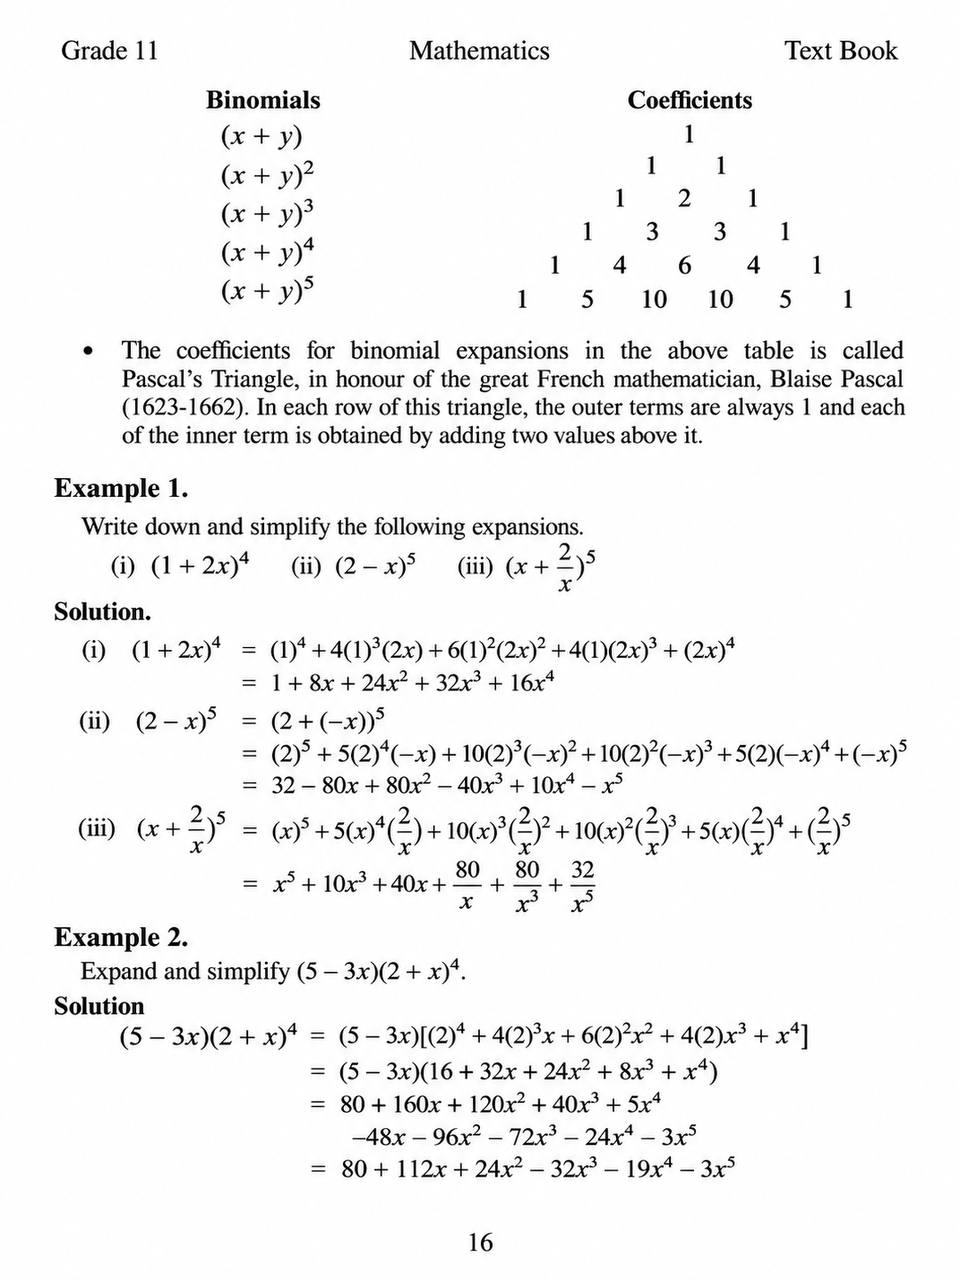 Grade 11 Mathematics Text Book
Binomials Coefficients
(x + y) 1
(x + y)² 1 1
(x + y)³ 1 2 1
(x + y)⁴ 1 3 3 1
(x + y)⁵ 1 4 6 4 1
1 5 10 10 5 1
• The coefficients for binomial expansions in the above table is called
Pascal's Triangle, in honour of the great French mathematician, Blaise Pascal
(1623-1662). In each row of this triangle, the outer terms are always 1 and each
of the inner term is obtained by adding two values above it.
Example 1.
Write down and simplify the following expansions.
(i) (1 + 2x)⁴ (ii) (2 – x)⁵ (iii) (x + 2/x)⁵
Solution.
(i) (1 + 2x)⁴ = (1)⁴ + 4(1)³(2x) + 6(1)²(2x)² + 4(1)(2x)³ + (2x)⁴
= 1 + 8x + 24x² + 32x³ + 16x⁴
(ii) (2 – x)⁵ = (2 + (–x))⁵
= (2)⁵ + 5(2)⁴(–x) + 10(2)³(–x)² + 10(2)²(–x)³ + 5(2)(–x)⁴ + (–x)⁵
= 32 – 80x + 80x² – 40x³ + 10x⁴ – x⁵
(iii) (x + 2/x)⁵ = (x)⁵ + 5(x)⁴(2/x) + 10(x)³(2/x)² + 10(x)²(2/x)³ + 5(x)(2/x)⁴ + (2/x)⁵
= x⁵ + 10x³ + 40x + 80/x + 80/x³ + 32/x⁵
Example 2.
Expand and simplify (5 – 3x)(2 + x)⁴.
Solution
(5 – 3x)(2 + x)⁴ = (5 – 3x)[(2)⁴ + 4(2)³x + 6(2)²x² + 4(2)x³ + x⁴]
= (5 – 3x)(16 + 32x + 24x² + 8x³ + x⁴)
= 80 + 160x + 120x² + 40x³ + 5x⁴
–48x – 96x² – 72x³ – 24x⁴ – 3x⁵
= 80 + 112x + 24x² – 32x³ – 19x⁴ – 3x⁵
16